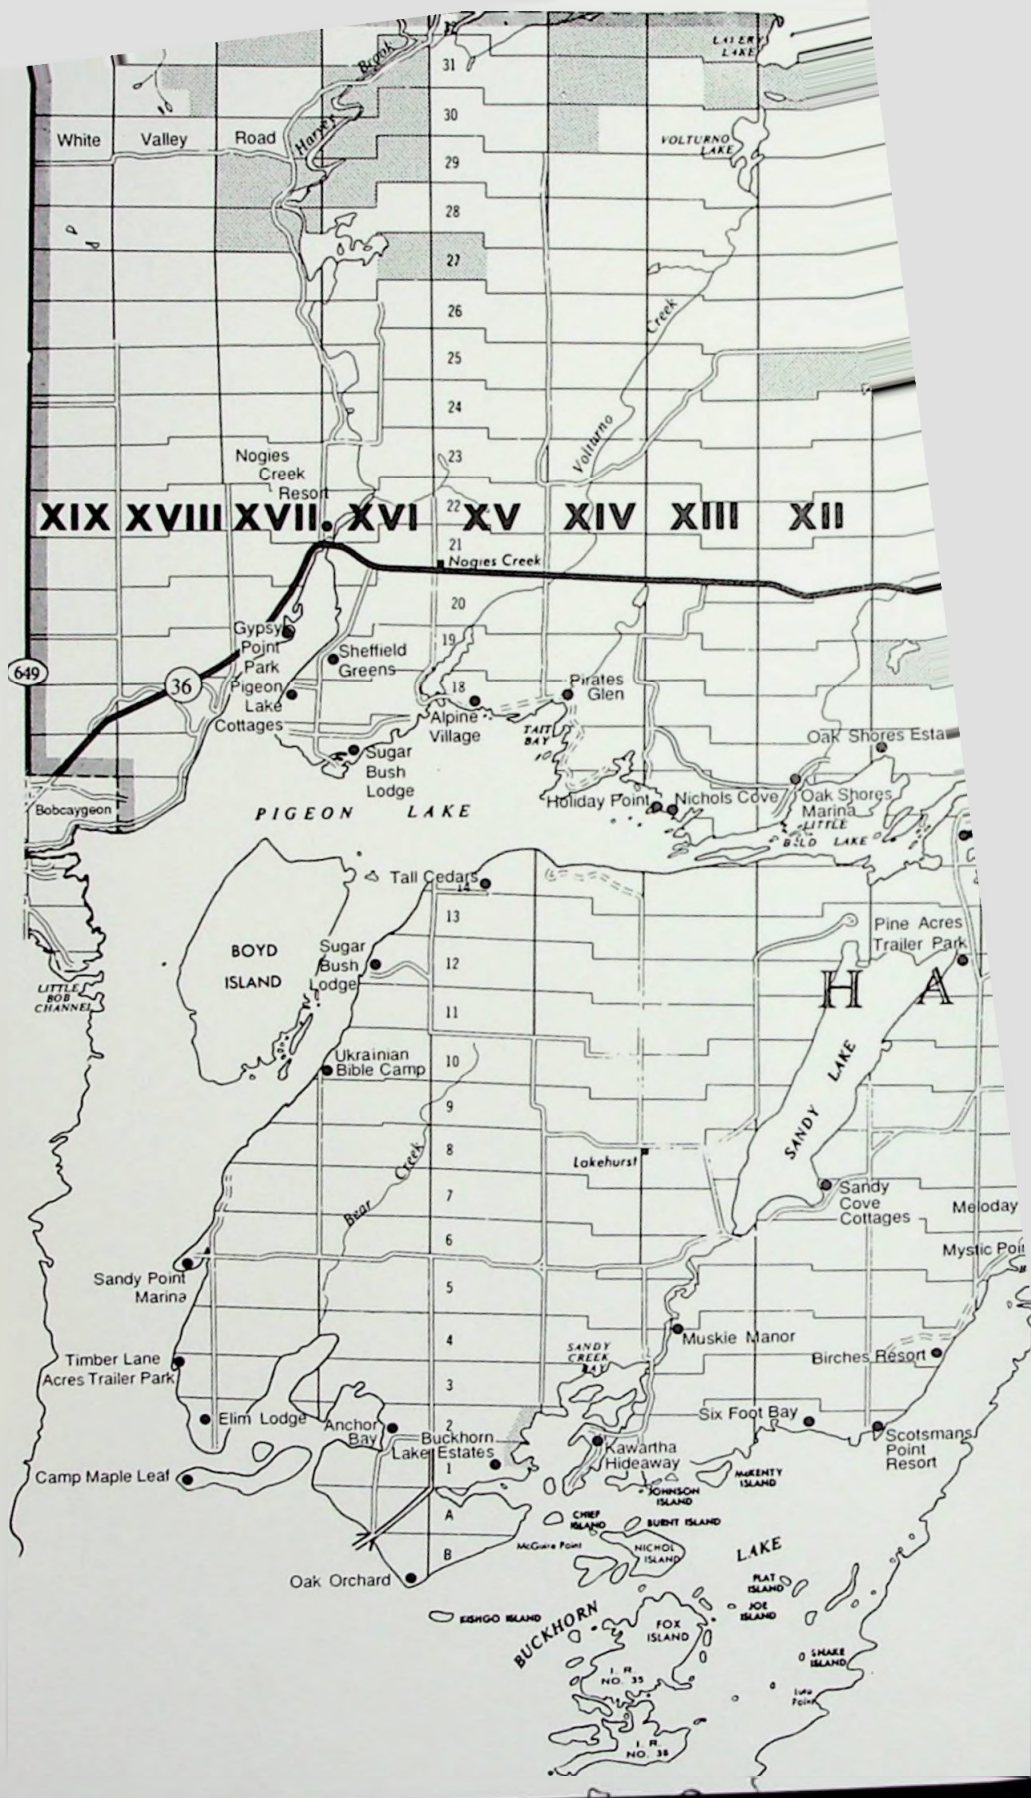 LAKE
31
Brook
30
White Valley Road
Harvey
VOLTURNO
LAKE
29
28
27
26
Creek
25
24
Volturno
23
Nogies
Creek
Resort
22
XIX XVIII XVII XVI XV XIV XIII XII
21
Nogies Creek
20
19
Gypsy
Point
Park
Sheffield
Greens
649
36
Pigeon
Lake
Cottages
18
Pirates
Glen
Alpine
Village
TAIT
BAY
Oak Shores Esta
Sugar
Bush
Lodge
Holiday Point
Nichols Cove
Oak Shores
Marina
Bobcaygeon
PIGEON LAKE
LITTLE
BALD LAKE
Tall Cedars
14
13
Pine Acres
Trailer Park
BOYD
ISLAND
Sugar
Bush
Lodge
12
H A
LITTLE
BOB
CHANNEL
11
Ukrainian
Bible Camp
10
SANDY LAKE
9
8
Bear Creek
Lakehurst
7
Sandy
Cove
Cottages
Meloday
6
Mystic Poi
Sandy Point
Marina
5
4
Muskie Manor
SANDY
CREEK
BAY
Birches Resort
Timber Lane
Acres Trailer Park
3
Six Foot Bay
Elim Lodge
Anchor
Bay
2
Buckhorn
Lake Estates
1
Kawartha
Hideaway
Scotsmans
Point
Resort
Camp Maple Leaf
McKENTY
ISLAND
JOHNSON
ISLAND
A
CHIEF
ISLAND
BURNT ISLAND
McGuire Point
NICHOL
ISLAND
B
Oak Orchard
BUCKHORN LAKE
FLAT
ISLAND
JOE
ISLAND
KISHGO ISLAND
FOX
ISLAND
SNAKE
ISLAND
I. R.
NO. 35
Point
I. R.
NO. 36